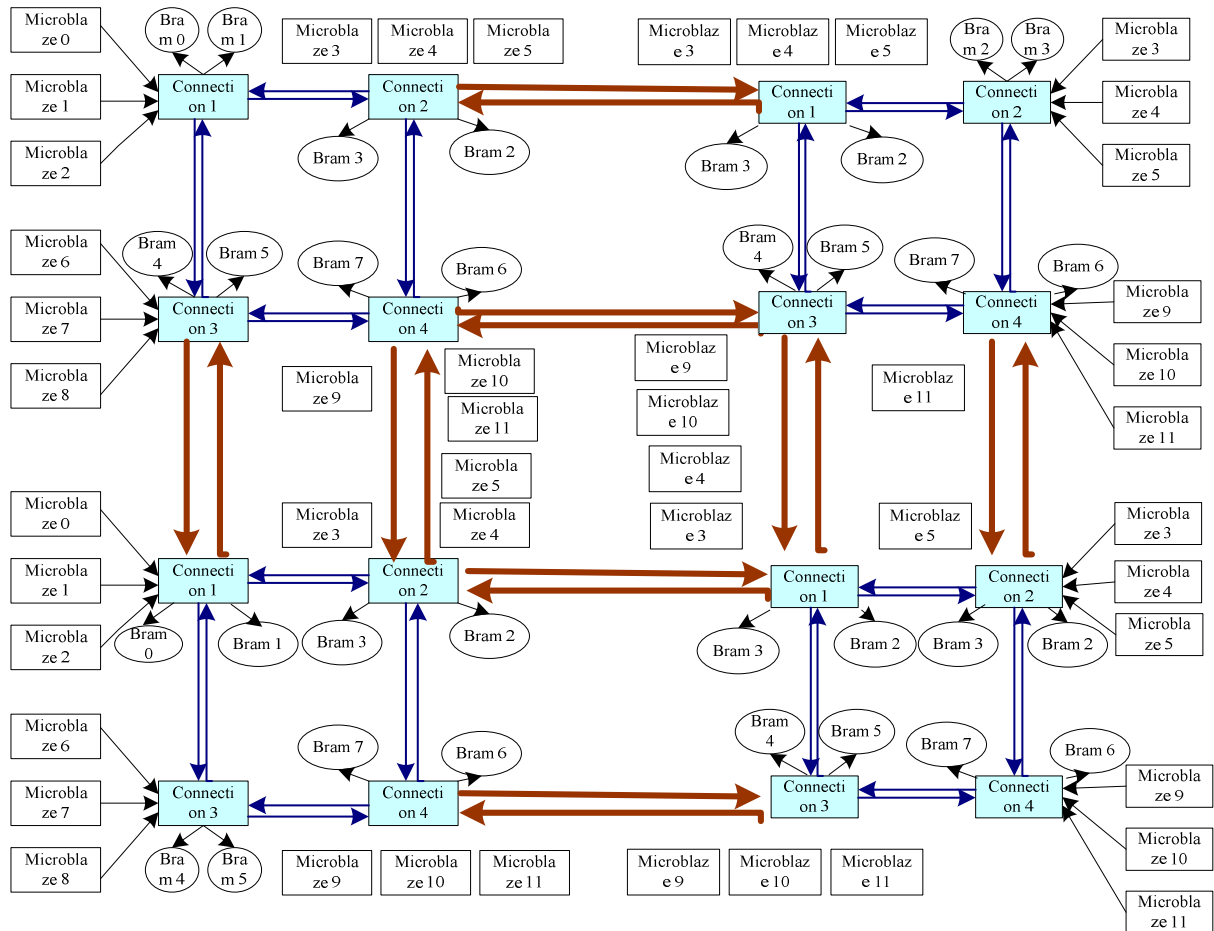 Microbla
ze 0
Bra
m 0
Bra
m 1
Microbla
ze 3
Microbla
ze 4
Microbla
ze 5
Microblaz
e 3
Microblaz
e 4
Microblaz
e 5
Bra
m 2
Bra
m 3
Microbla
ze 3
Microbla
ze 1
Connecti
on 1
Connecti
on 2
Connecti
on 1
Connecti
on 2
Microbla
ze 4
Microbla
ze 2
Bram 3
Bram 2
Bram 3
Bram 2
Microbla
ze 5
Microbla
ze 6
Bram
4
Bram 5
Bram 7
Bram 6
Bram
4
Bram 5
Bram 7
Bram 6
Microbla
ze 9
Microbla
ze 7
Connecti
on 3
Connecti
on 4
Connecti
on 3
Connecti
on 4
Microbla
ze 10
Microbla
ze 8
Microbla
ze 9
Microbla
ze 10
Microbla
ze 11
Microblaz
e 9
Microblaz
e 10
Microblaz
e 11
Microbla
ze 11
Microbla
ze 5
Microblaz
e 4
Microbla
ze 0
Microbla
ze 3
Microbla
ze 4
Microblaz
e 3
Microblaz
e 5
Microbla
ze 3
Microbla
ze 1
Connecti
on 1
Connecti
on 2
Connecti
on 1
Connecti
on 2
Microbla
ze 4
Microbla
ze 2
Bram
0
Bram 1
Bram 3
Bram 2
Bram 3
Bram 2
Bram 3
Bram 2
Microbla
ze 5
Microbla
ze 6
Bram 7
Bram 6
Bram
4
Bram 5
Bram 7
Bram 6
Microbla
ze 9
Microbla
ze 7
Connecti
on 3
Connecti
on 4
Connecti
on 3
Connecti
on 4
Microbla
ze 10
Microbla
ze 8
Bra
m 4
Bra
m 5
Microbla
ze 9
Microbla
ze 10
Microbla
ze 11
Microblaz
e 9
Microblaz
e 10
Microblaz
e 11
Microbla
ze 11